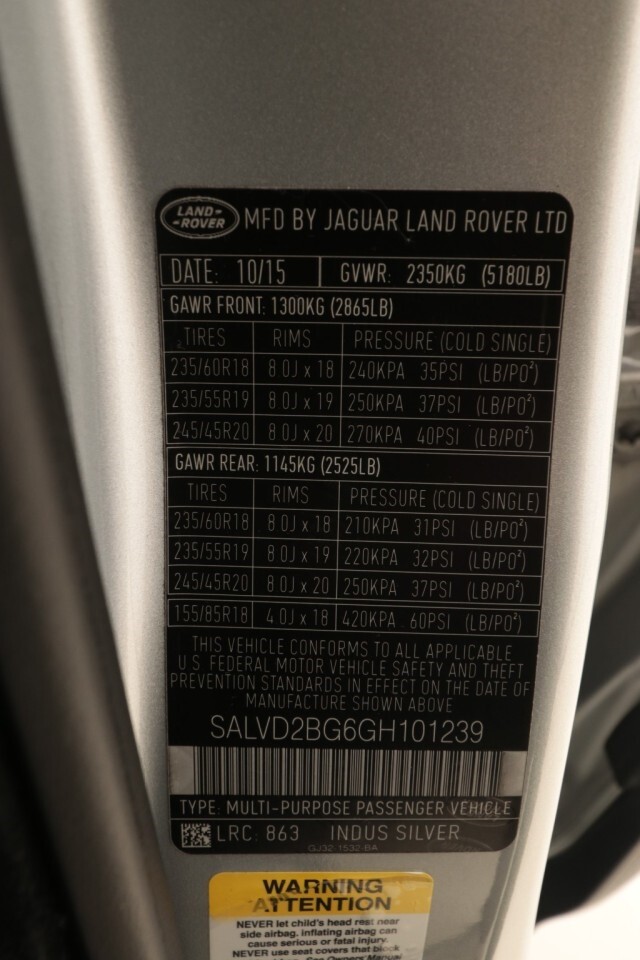 LAND-
-ROVER MFD BY JAGUAR LAND ROVER LTD
DATE: 10/15 GVWR: 2350KG (5180LB)
GAWR FRONT: 1300KG (2865LB)
TIRES RIMS PRESSURE (COLD SINGLE)
235/60R18 8.0J x 18 240KPA 35PSI (LB/PO²)
235/55R19 8.0J x 19 250KPA 37PSI (LB/PO²)
245/45R20 8.0J x 20 270KPA 40PSI (LB/PO²)
GAWR REAR: 1145KG (2525LB)
TIRES RIMS PRESSURE (COLD SINGLE)
235/60R18 8.0J x 18 210KPA 31PSI (LB/PO²)
235/55R19 8.0J x 19 220KPA 32PSI (LB/PO²)
245/45R20 8.0J x 20 250KPA 37PSI (LB/PO²)
155/85R18 4.0J x 18 420KPA 60PSI (LB/PO²)
THIS VEHICLE CONFORMS TO ALL APPLICABLE
U.S. FEDERAL MOTOR VEHICLE SAFETY AND THEFT
PREVENTION STANDARDS IN EFFECT ON THE DATE OF
MANUFACTURE SHOWN ABOVE
SALVD2BG6GH101239
TYPE: MULTI-PURPOSE PASSENGER VEHICLE
LRC: 863 INDUS SILVER
GJ32-1532-BA
WARNING
ATTENTION
NEVER let child's head rest near
side airbag. inflating airbag can
cause serious or fatal injury.
NEVER use seat covers that block
See Owners' Manual